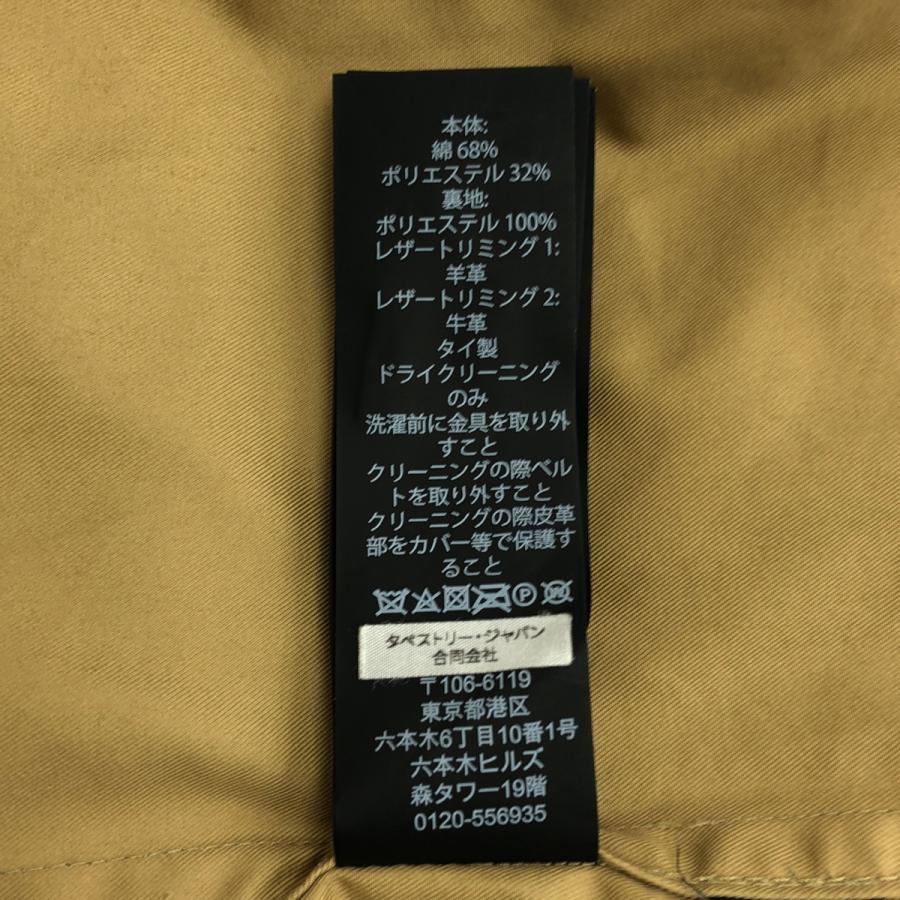 本体:
綿 68%
ポリエステル 32%
裏地:
ポリエステル 100%
レザートリミング 1:
羊革
レザートリミング 2:
牛革
タイ製
ドライクリーニング
のみ
洗濯前に金具を取り外
すこと
クリーニングの際ベル
トを取り外すこと
クリーニングの際皮革
部をカバー等で保護す
ること
P W
タペストリー・ジャパン
合同会社
〒106-6119
東京都港区
六本木6丁目10番1号
六本木ヒルズ
森タワー19階
0120-556935